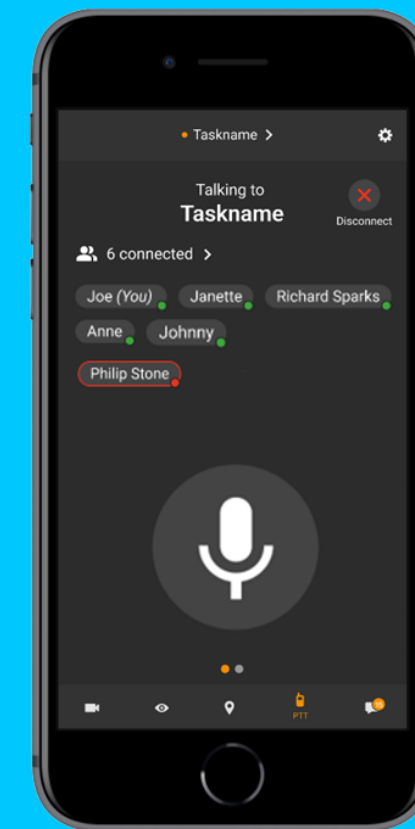 Taskname
Talking to
Taskname
Disconnect
6 connected
Joe (You) Janette Richard Sparks
Anne Johnny
Philip Stone
PTT